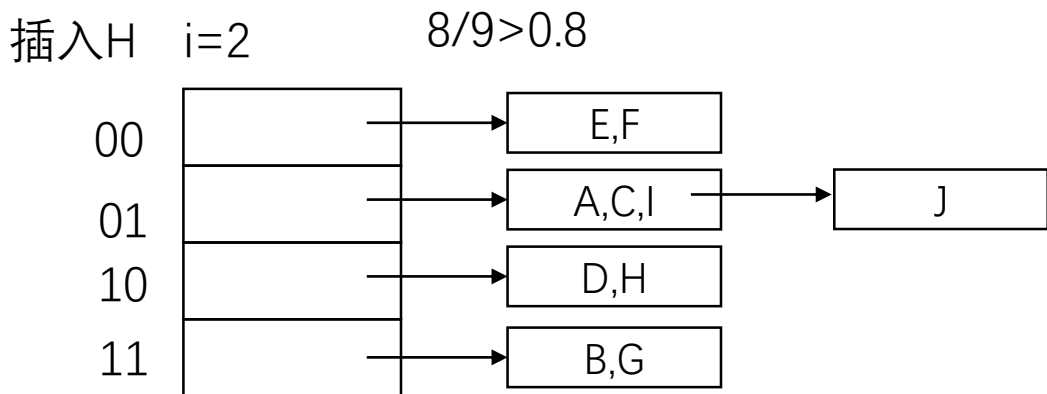 插入H i=2 8/9>0.8
00 E,F
01 A,C,I J
10 D,H
11 B,G